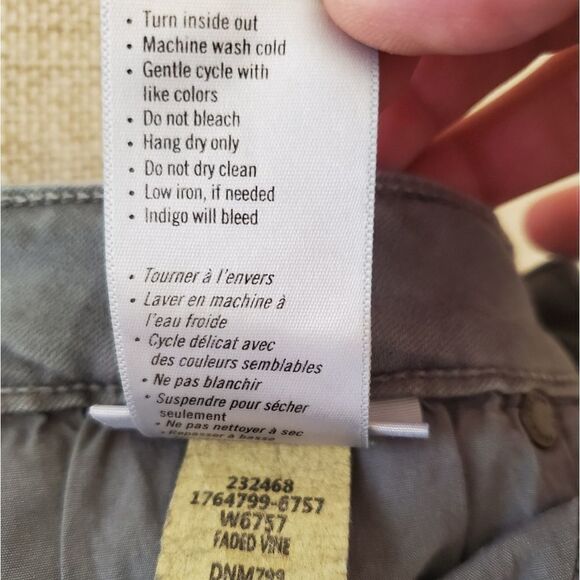 • Turn inside out
• Machine wash cold
• Gentle cycle with
like colors
• Do not bleach
• Hang dry only
• Do not dry clean
• Low iron, if needed
• Indigo will bleed
• Tourner à l'envers
• Laver en machine à
l'eau froide
• Cycle délicat avec
des couleurs semblables
• Ne pas blanchir
• Suspendre pour sécher
seulement
• Ne pas nettoyer à sec
• Repasser à basse
232468
1764799-6757
W6757
FADED VINE
DNM799